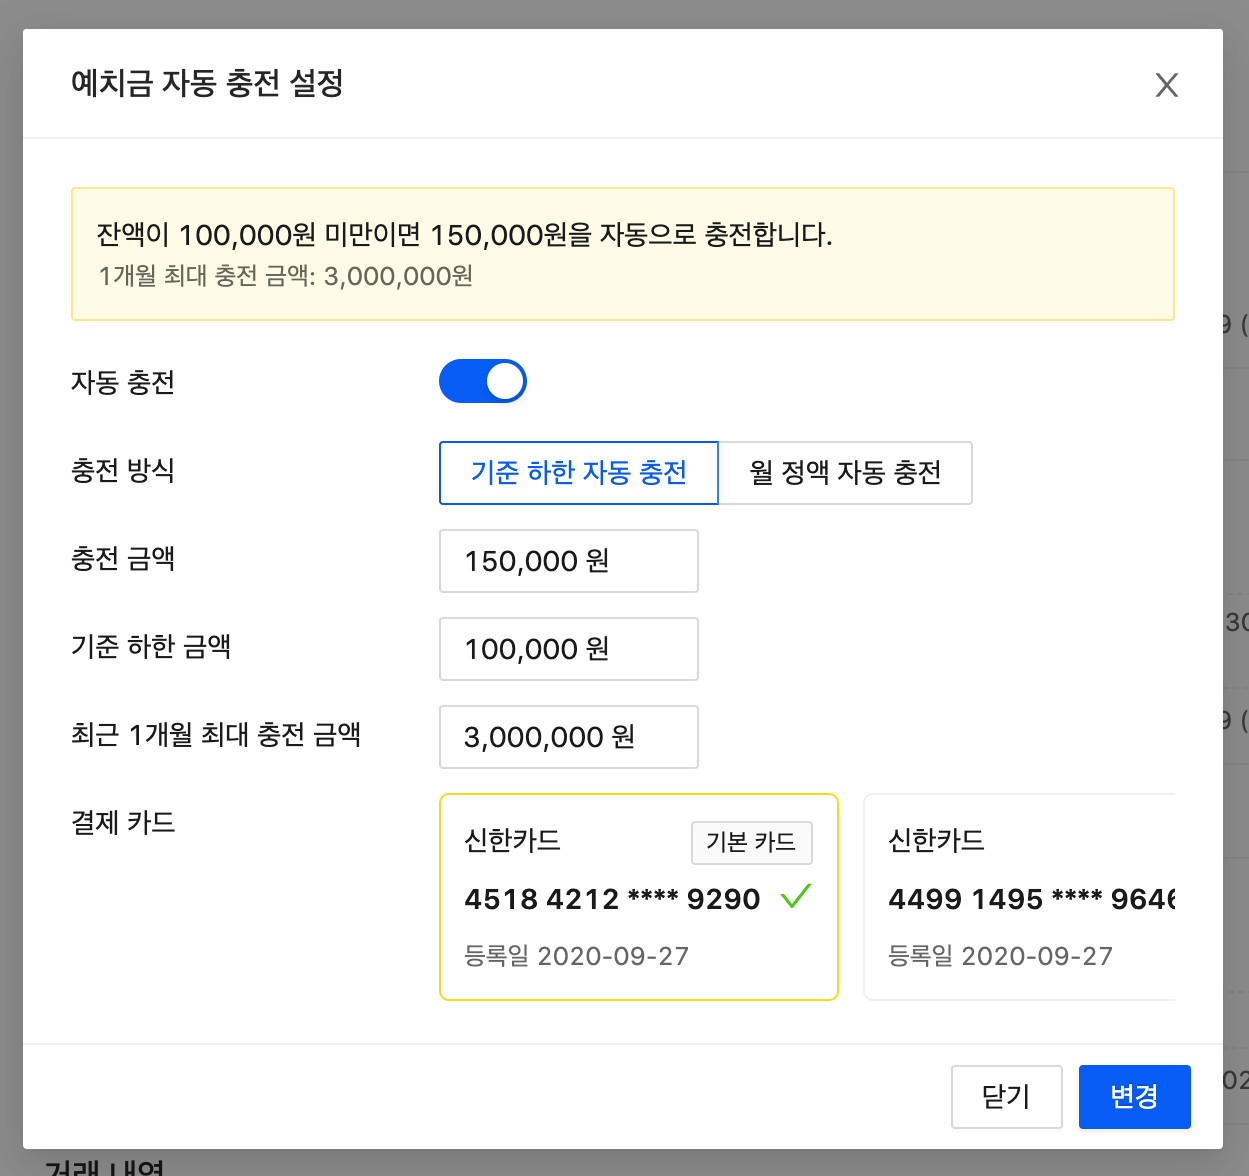 예치금 자동 충전 설정
잔액이 100,000원 미만이면 150,000원을 자동으로 충전합니다.
1개월 최대 충전 금액: 3,000,000원
자동 충전
충전 방식
기준 하한 자동 충전
월 정액 자동 충전
충전 금액
150,000 원
기준 하한 금액
100,000 원
최근 1개월 최대 충전 금액
3,000,000 원
결제 카드
신한카드
기본 카드
4518 4212 **** 9290
등록일 2020-09-27
신한카드
4499 1495 **** 9646
등록일 2020-09-27
닫기
변경
거래 내역